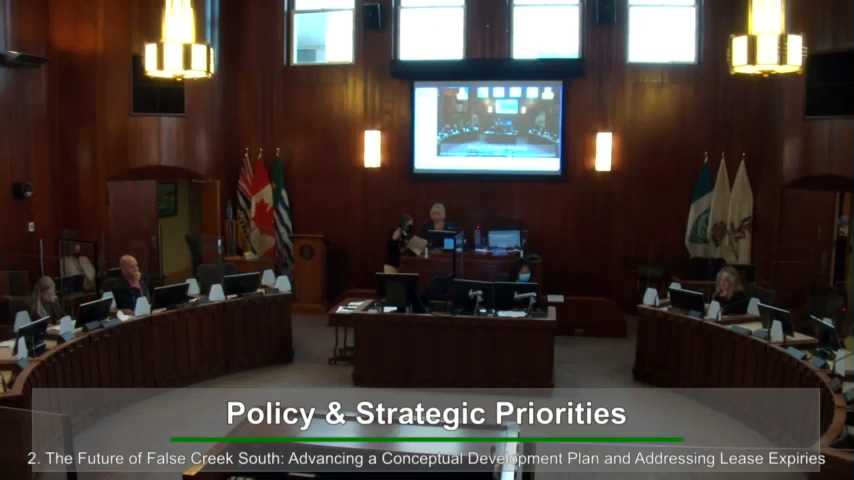 Policy & Strategic Priorities
2. The Future of False Creek South: Advancing a Conceptual Development Plan and Addressing Lease Expiries